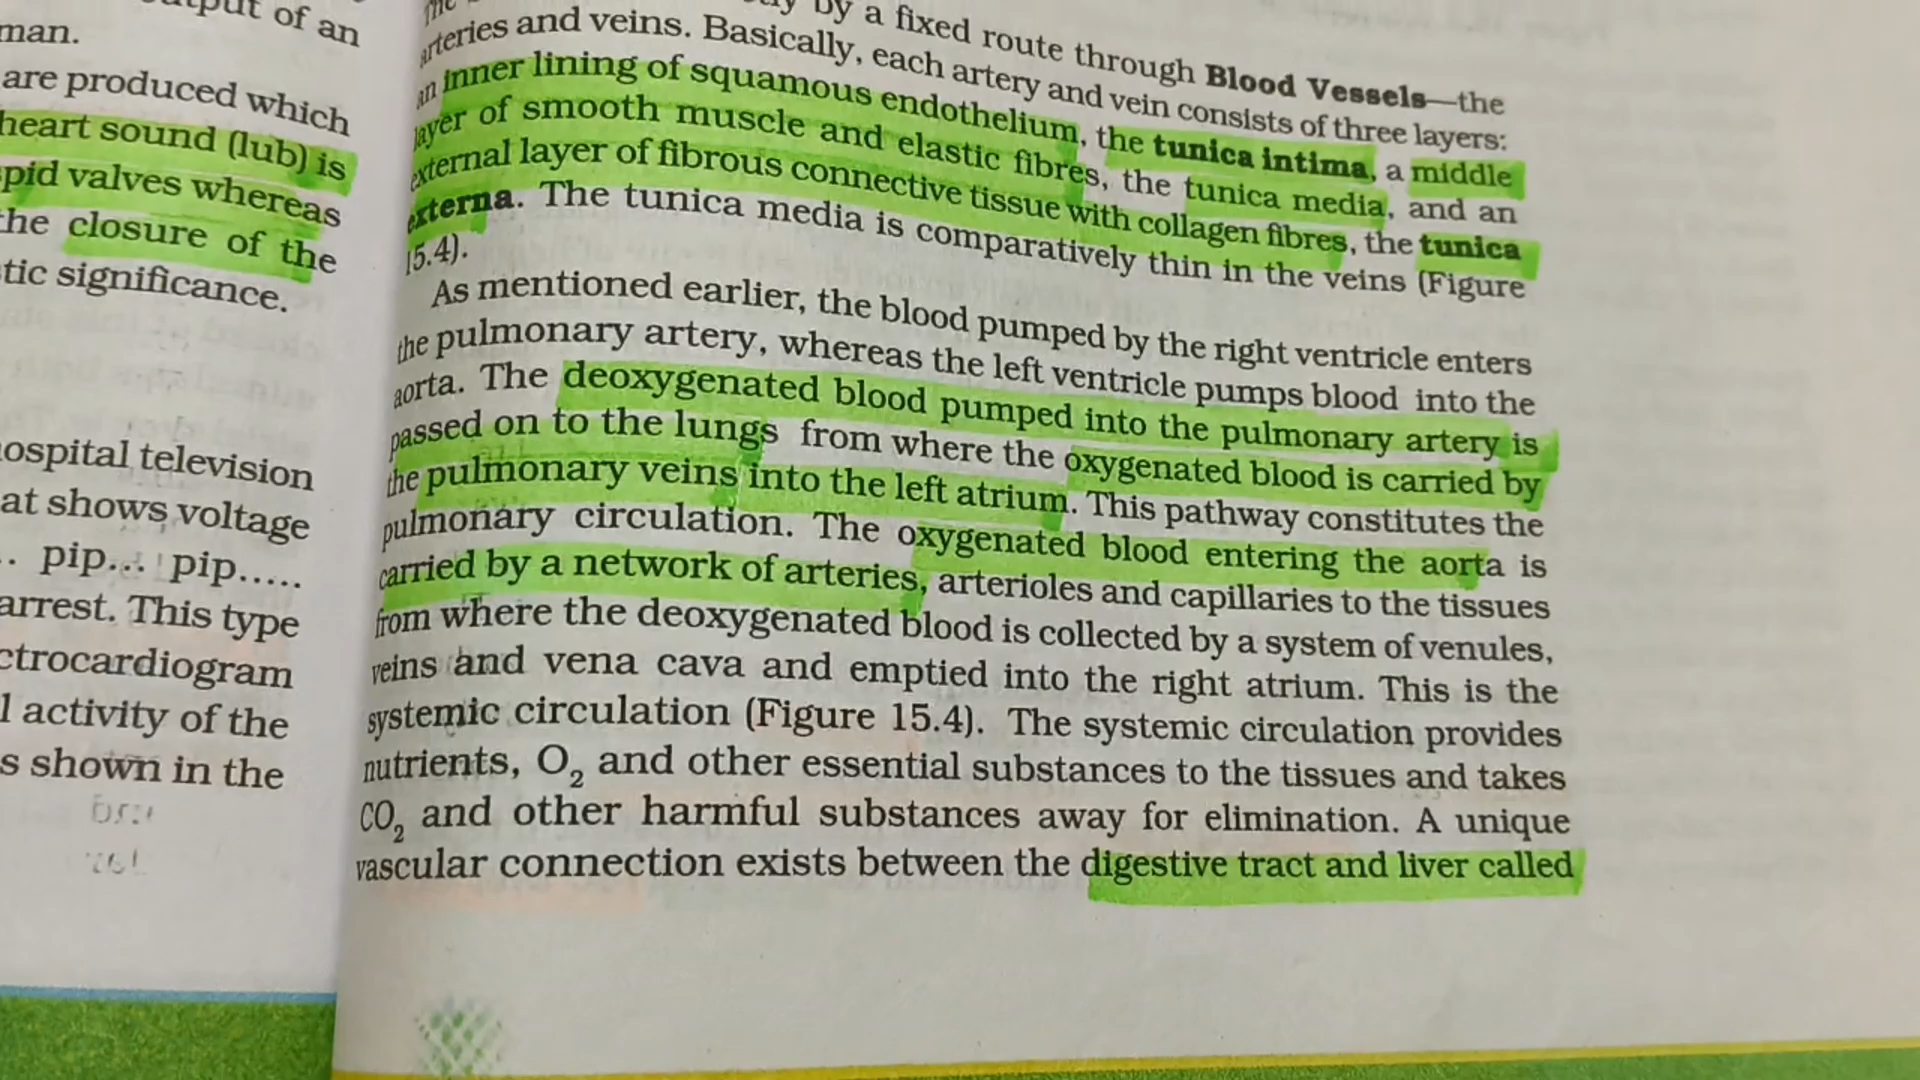 output of an
man.
are produced which
heart sound (lub) is
pid valves whereas
the closure of the
tic significance.
ospital television
at shows voltage
.. pip... pip.....
arrest. This type
ctrocardiogram
l activity of the
s shown in the
The by a fixed route through Blood Vessels—the
arteries and veins. Basically, each artery and vein consists of three layers:
an inner lining of squamous endothelium, the tunica intima, a middle
layer of smooth muscle and elastic fibres, the tunica media, and an
external layer of fibrous connective tissue with collagen fibres, the tunica
externa. The tunica media is comparatively thin in the veins (Figure
15.4).
As mentioned earlier, the blood pumped by the right ventricle enters
the pulmonary artery, whereas the left ventricle pumps blood into the
aorta. The deoxygenated blood pumped into the pulmonary artery is
passed on to the lungs from where the oxygenated blood is carried by
the pulmonary veins into the left atrium. This pathway constitutes the
pulmonary circulation. The oxygenated blood entering the aorta is
carried by a network of arteries, arterioles and capillaries to the tissues
from where the deoxygenated blood is collected by a system of venules,
veins and vena cava and emptied into the right atrium. This is the
systemic circulation (Figure 15.4). The systemic circulation provides
nutrients, O₂ and other essential substances to the tissues and takes
CO₂ and other harmful substances away for elimination. A unique
vascular connection exists between the digestive tract and liver called